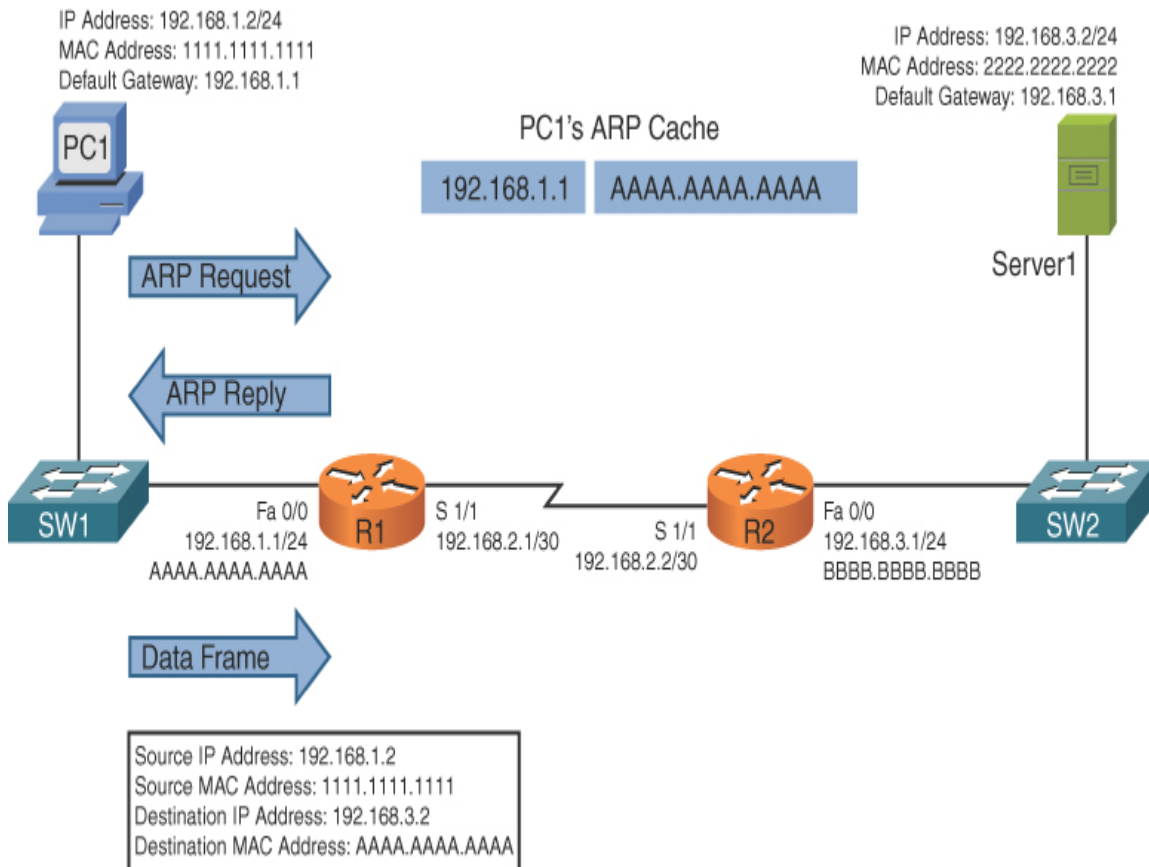 IP Address: 192.168.1.2/24
MAC Address: 1111.1111.1111
Default Gateway: 192.168.1.1
IP Address: 192.168.3.2/24
MAC Address: 2222.2222.2222
Default Gateway: 192.168.3.1
PC1
PC1's ARP Cache
192.168.1.1
AAAA.AAAA.AAAA
Server1
ARP Request
ARP Reply
SW1
Fa 0/0
192.168.1.1/24
AAAA.AAAA.AAAA
R1
S 1/1
192.168.2.1/30
S 1/1
192.168.2.2/30
R2
Fa 0/0
192.168.3.1/24
BBBB.BBBB.BBBB
SW2
Data Frame
Source IP Address: 192.168.1.2
Source MAC Address: 1111.1111.1111
Destination IP Address: 192.168.3.2
Destination MAC Address: AAAA.AAAA.AAAA